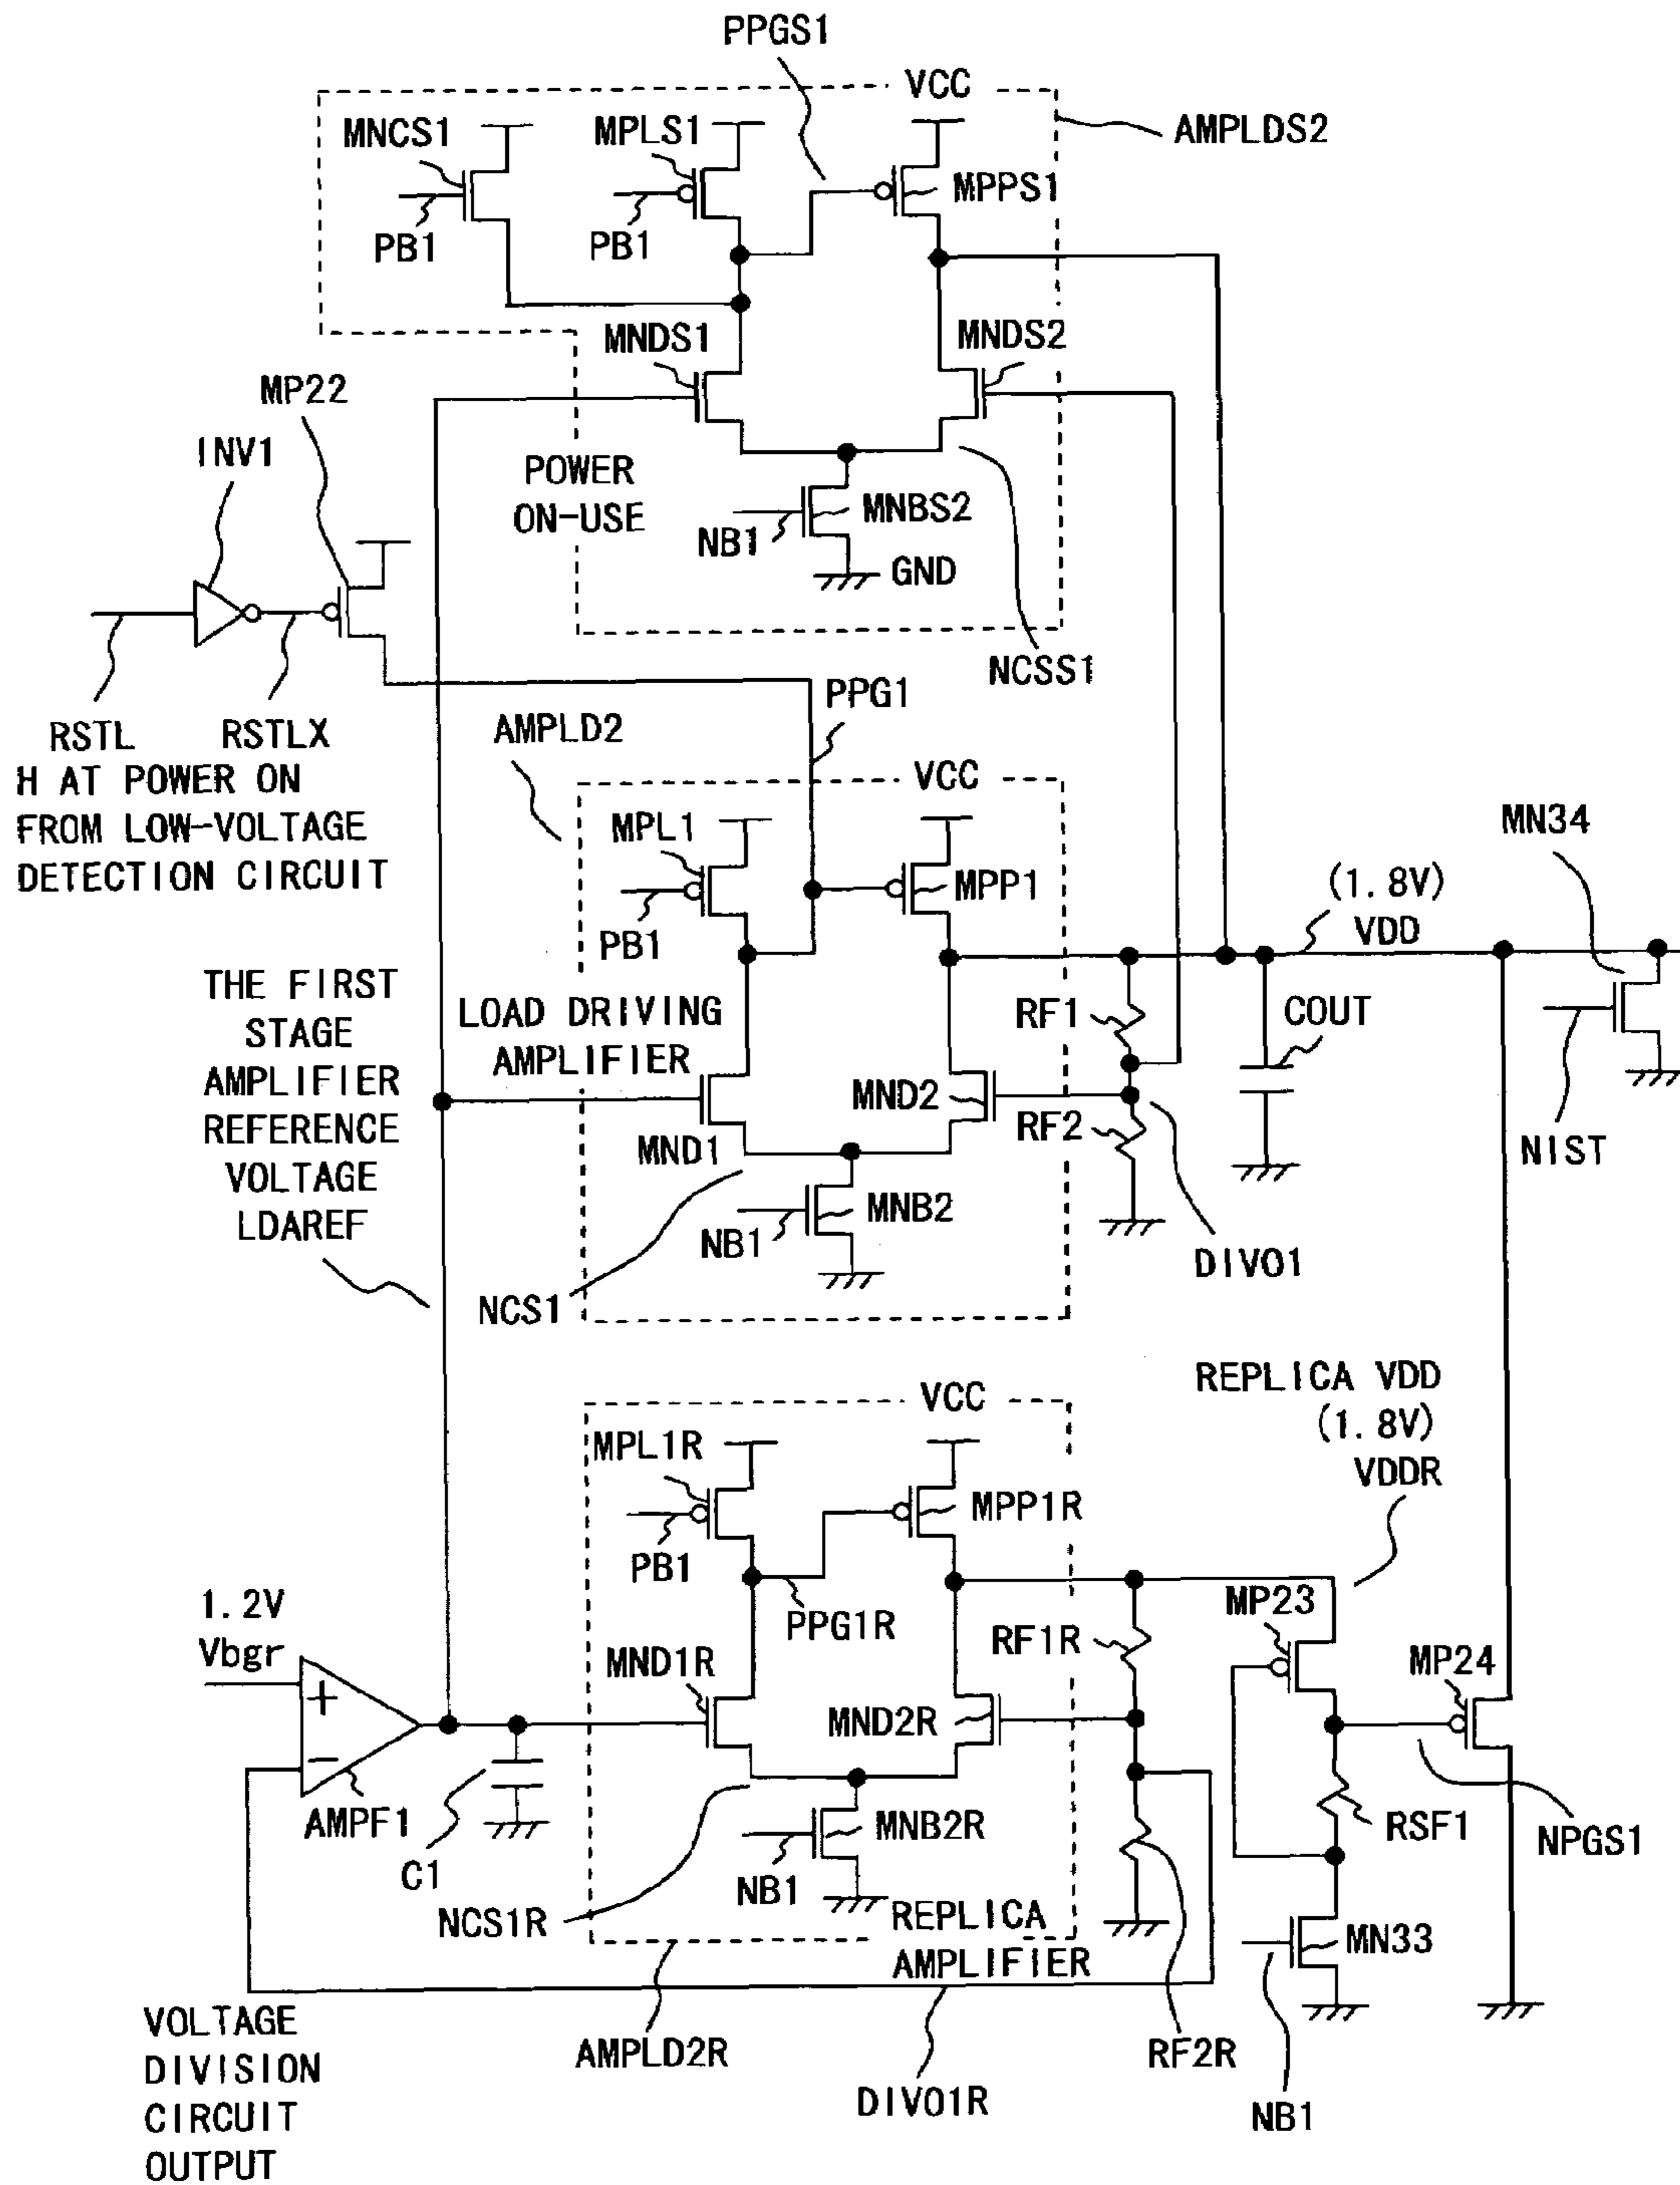 PPGS1
VCC
MNCS1
MPLS1
AMPLDS2
MPPS1
PB1
PB1
MNDS1
MNDS2
MP22
INV1
POWER
ON-USE
MNBS2
NB1
GND
NCSS1
PPG1
RSTL
RSTLX
H AT POWER ON
FROM LOW-VOLTAGE
DETECTION CIRCUIT
AMPLD2
VCC
MPL1
MPP1
PB1
MN34
(1.8V)
VDD
THE FIRST
STAGE
AMPLIFIER
REFERENCE
VOLTAGE
LDAREF
LOAD DRIVING
AMPLIFIER
RF1
COUT
MND2
RF2
MND1
NIST
MNB2
NB1
DIVO1
NCS1
REPLICA VDD
(1.8V)
VDDR
VCC
MPL1R
MPP1R
PB1
PPG1R
MP23
1.2V
Vbgr
MND1R
RF1R
MP24
+
MND2R
−
AMPF1
C1
MNB2R
RSF1
NPGS1
NB1
NCS1R
REPLICA
AMPLIFIER
MN33
VOLTAGE
DIVISION
CIRCUIT
OUTPUT
AMPLD2R
RF2R
DIVO1R
NB1